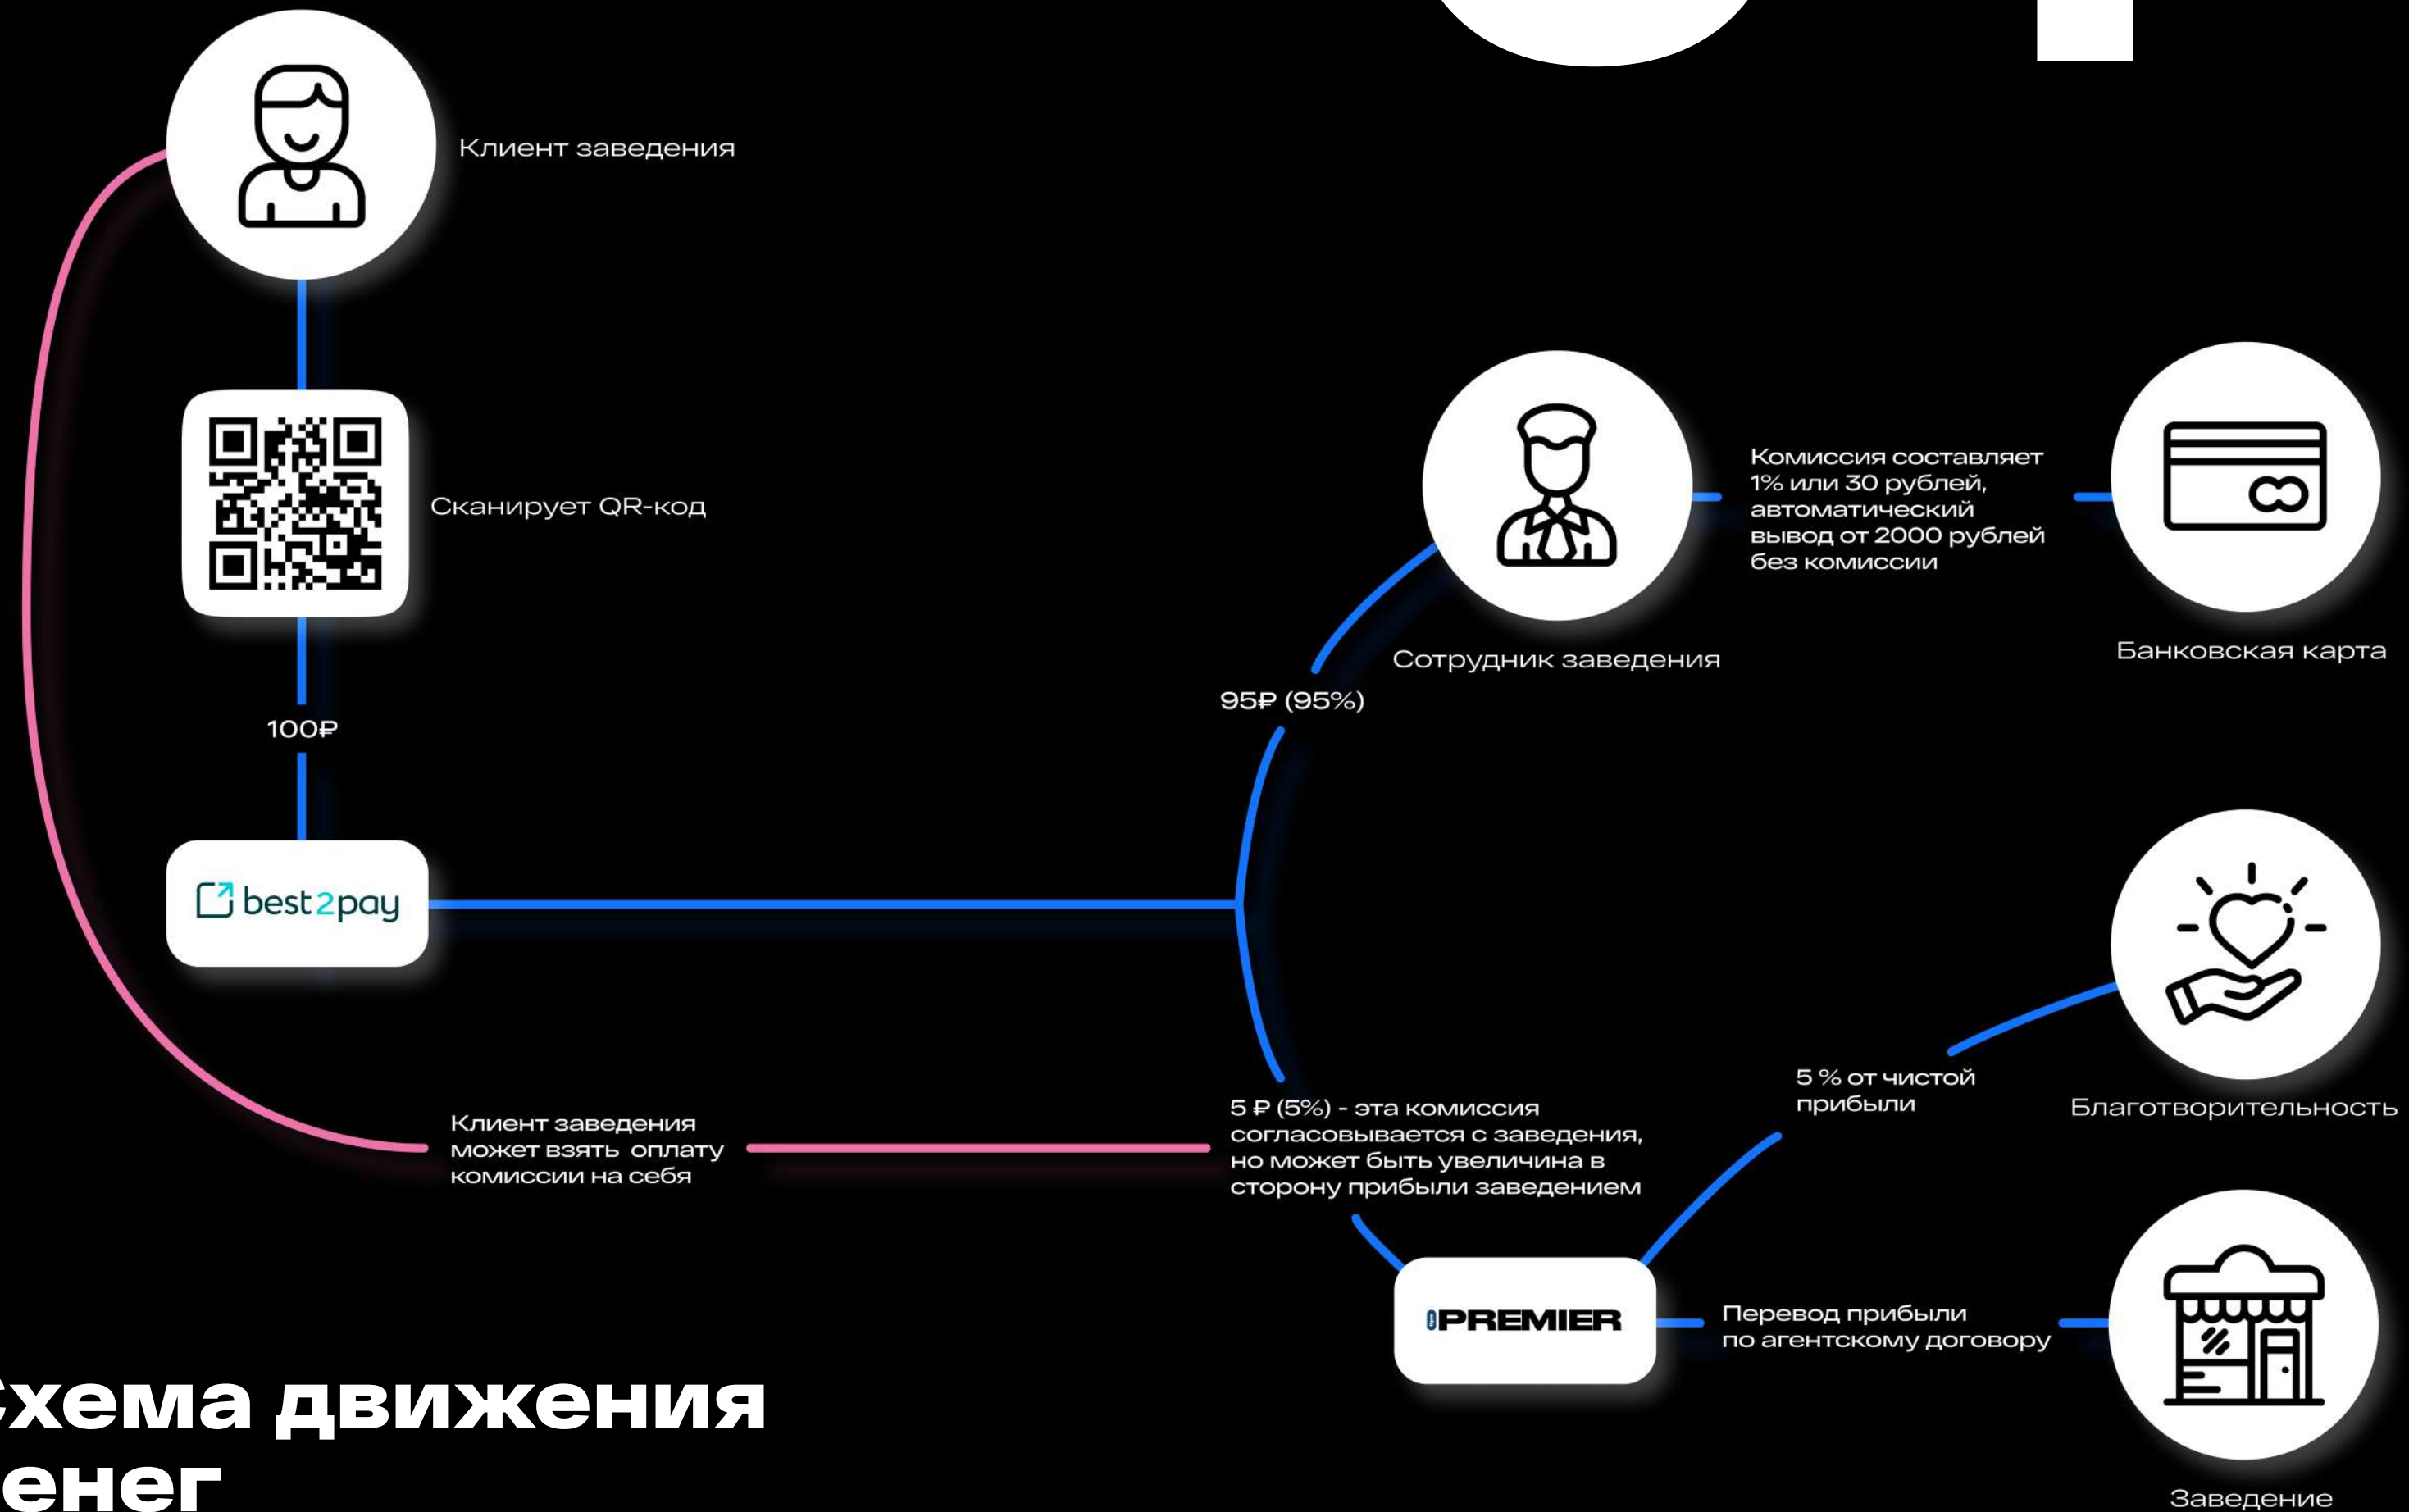 Клиент заведения
Сканирует QR-код
100₽
best2pay
95₽ (95%)
Сотрудник заведения
Комиссия составляет
1% или 30 рублей,
автоматический
вывод от 2000 рублей
без комиссии
Банковская карта
Клиент заведения
может взять оплату
комиссии на себя
5 ₽ (5%) - эта комиссия
согласовывается с заведения,
но может быть увеличина в
сторону прибыли заведением
5 % от чистой
прибыли
Благотворительность
PREMIER
Перевод прибыли
по агентскому договору
Заведение
Схема движения
енег